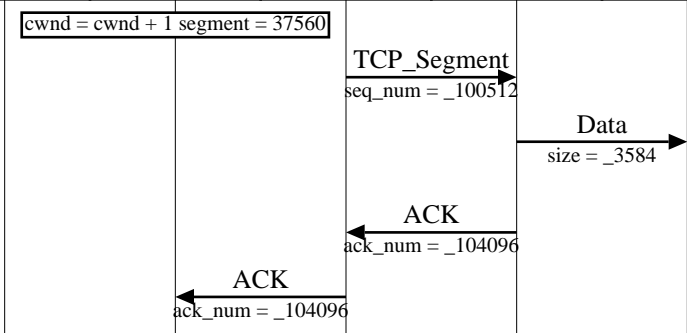 cwnd = cwnd + 1 segment = 37560
TCP_Segment
seq_num = _100512
Data
size = _3584
ACK
ack_num = _104096
ACK
ack_num = _104096